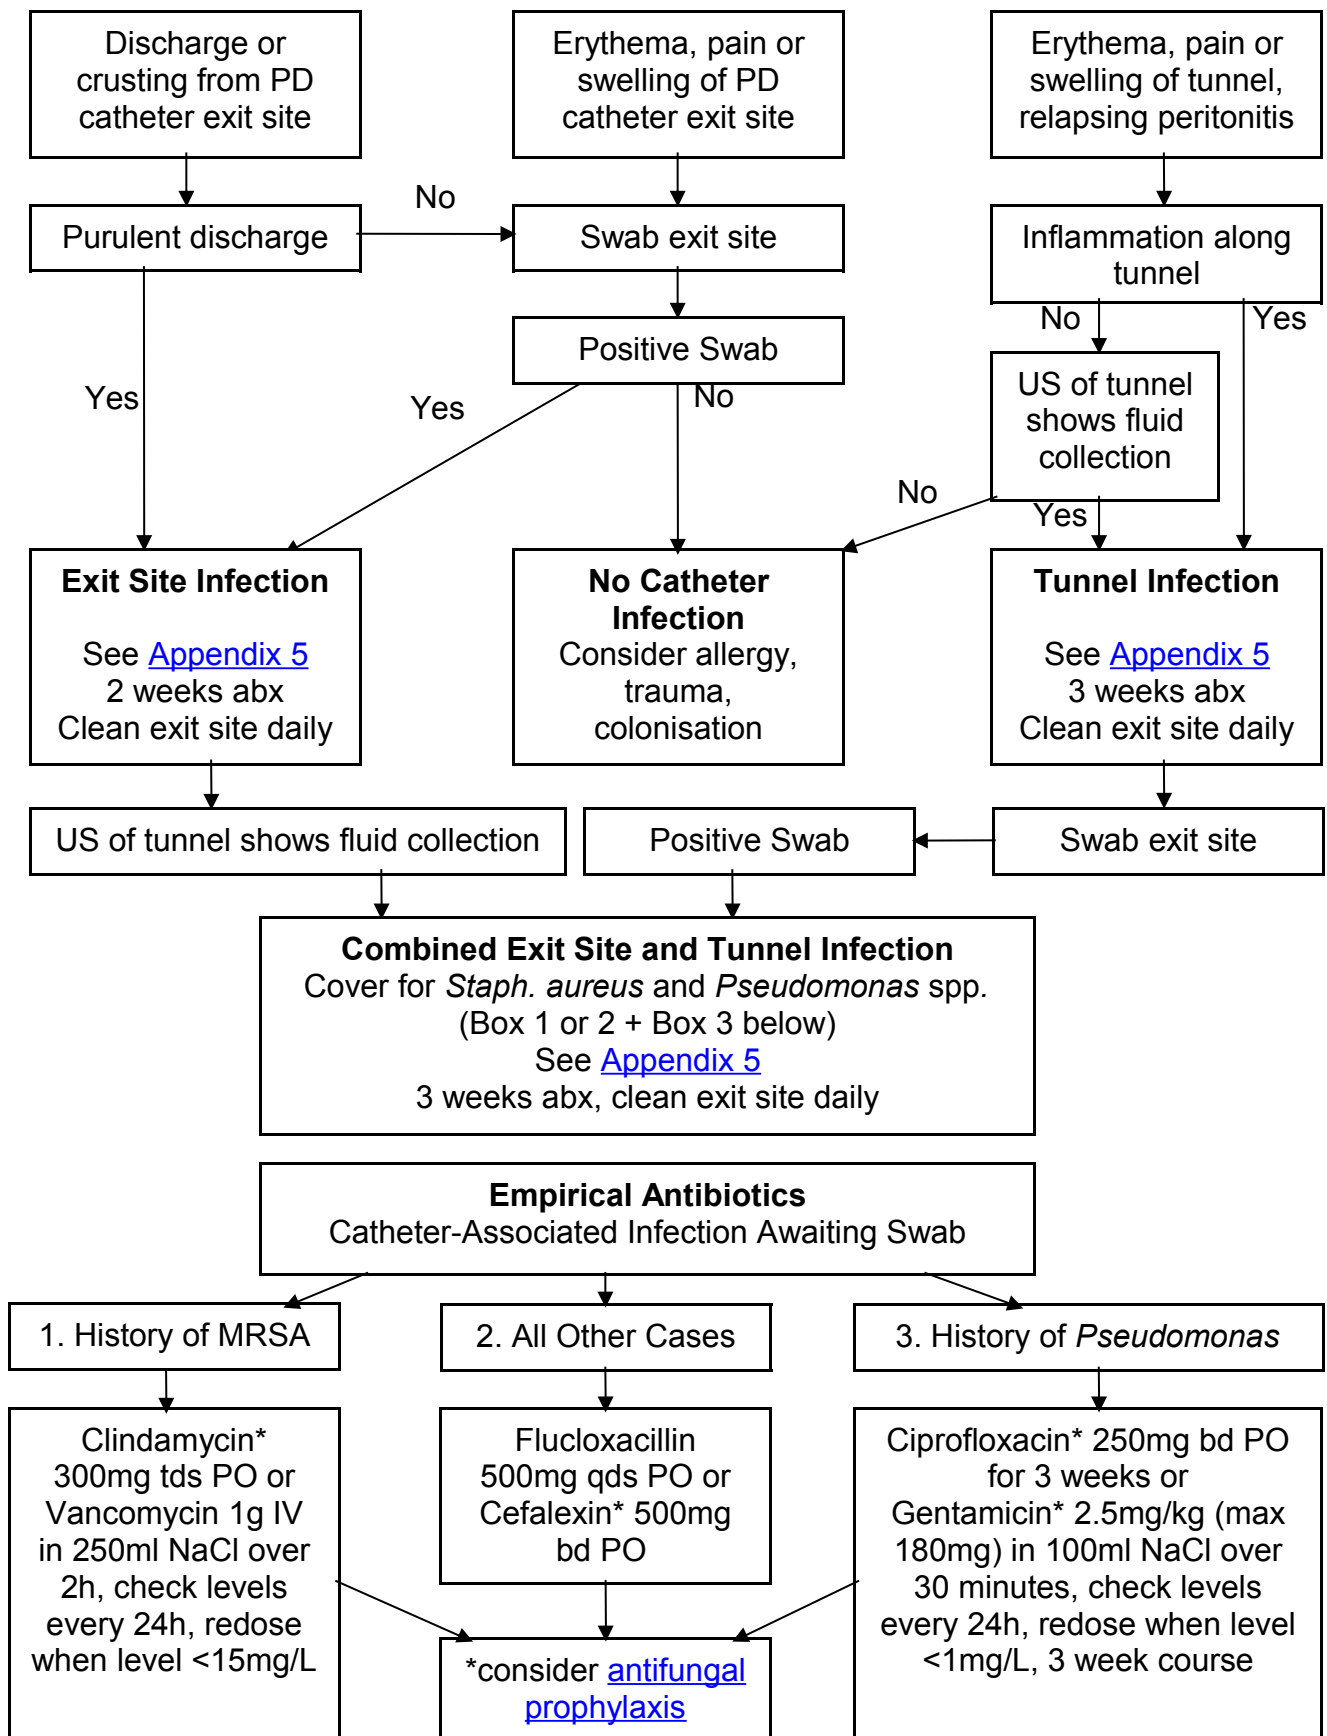 Discharge or
crusting from PD
catheter exit site
Erythema, pain or
swelling of PD
catheter exit site
Erythema, pain or
swelling of tunnel,
relapsing peritonitis
No
Purulent discharge
Swab exit site
Inflammation along
tunnel
No
Yes
Positive Swab
Yes
Yes
No
US of tunnel
shows fluid
collection
No
Yes
Exit Site Infection
See Appendix 5
2 weeks abx
Clean exit site daily
No Catheter
Infection
Consider allergy,
trauma,
colonisation
Tunnel Infection
See Appendix 5
3 weeks abx
Clean exit site daily
US of tunnel shows fluid collection
Positive Swab
Swab exit site
Combined Exit Site and Tunnel Infection
Cover for Staph. aureus and Pseudomonas spp.
(Box 1 or 2 + Box 3 below)
See Appendix 5
3 weeks abx, clean exit site daily
Empirical Antibiotics
Catheter-Associated Infection Awaiting Swab
1. History of MRSA
2. All Other Cases
3. History of Pseudomonas
Clindamycin*
300mg tds PO or
Vancomycin 1g IV
in 250ml NaCl over
2h, check levels
every 24h, redose
when level <15mg/L
Flucloxacillin
500mg qds PO or
Cefalexin* 500mg
bd PO
Ciprofloxacin* 250mg bd PO
for 3 weeks or
Gentamicin* 2.5mg/kg (max
180mg) in 100ml NaCl over
30 minutes, check levels
every 24h, redose when level
<1mg/L, 3 week course
*consider antifungal
prophylaxis